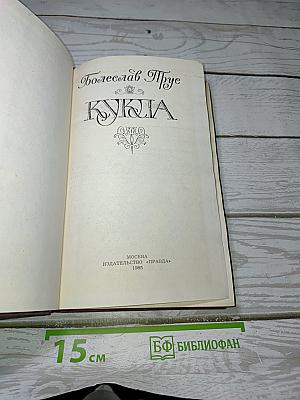 Болеслав Прус
КУКЛА
МОСКВА
ИЗДАТЕЛЬСТВО «ПРАВДА»
1985
15 см
БФ БИБЛИОФАН